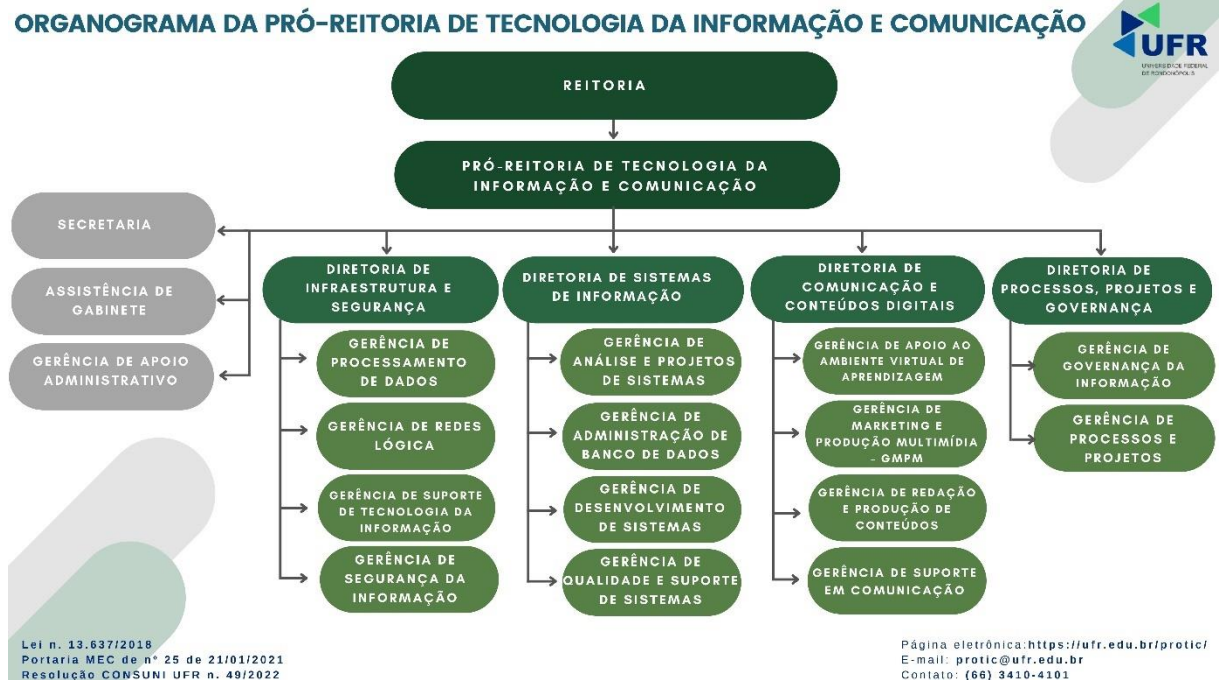 ORGANOGRAMA DA PRÓ-REITORIA DE TECNOLOGIA DA INFORMAÇÃO E COMUNICAÇÃO
UFR
UNIVERSIDADE FEDERAL
DE RONDONÓPOLIS
REITORIA
PRÓ-REITORIA DE TECNOLOGIA DA
INFORMAÇÃO E COMUNICAÇÃO
SECRETARIA
ASSISTÊNCIA DE
GABINETE
GERÊNCIA DE APOIO
ADMINISTRATIVO
DIRETORIA DE
INFRAESTRUTURA E
SEGURANÇA
GERÊNCIA DE
PROCESSAMENTO
DE DADOS
GERÊNCIA DE REDES
LÓGICA
GERÊNCIA DE SUPORTE
DE TECNOLOGIA DA
INFORMAÇÃO
GERÊNCIA DE
SEGURANÇA DA
INFORMAÇÃO
DIRETORIA DE SISTEMAS
DE INFORMAÇÃO
GERÊNCIA DE
ANÁLISE E PROJETOS
DE SISTEMAS
GERÊNCIA DE
ADMINISTRAÇÃO DE
BANCO DE DADOS
GERÊNCIA DE
DESENVOLVIMENTO
DE SISTEMAS
GERÊNCIA DE
QUALIDADE E SUPORTE
DE SISTEMAS
DIRETORIA DE
COMUNICAÇÃO E
CONTEÚDOS DIGITAIS
GERÊNCIA DE APOIO AO
AMBIENTE VIRTUAL DE
APRENDIZAGEM
GERÊNCIA DE
MARKETING E
PRODUÇÃO MULTIMÍDIA
- GMPM
GERÊNCIA DE REDAÇÃO
E PRODUÇÃO DE
CONTEÚDOS
GERÊNCIA DE SUPORTE
EM COMUNICAÇÃO
DIRETORIA DE
PROCESSOS, PROJETOS E
GOVERNANÇA
GERÊNCIA DE
GOVERNANÇA DA
INFORMAÇÃO
GERÊNCIA DE
PROCESSOS E
PROJETOS
Lei n. 13.637/2018
Portaria MEC de nº 25 de 21/01/2021
Resolução CONSUNI UFR n. 49/2022
Página eletrônica:https://ufr.edu.br/protic/
E-mail: protic@ufr.edu.br
Contato: (66) 3410-4101